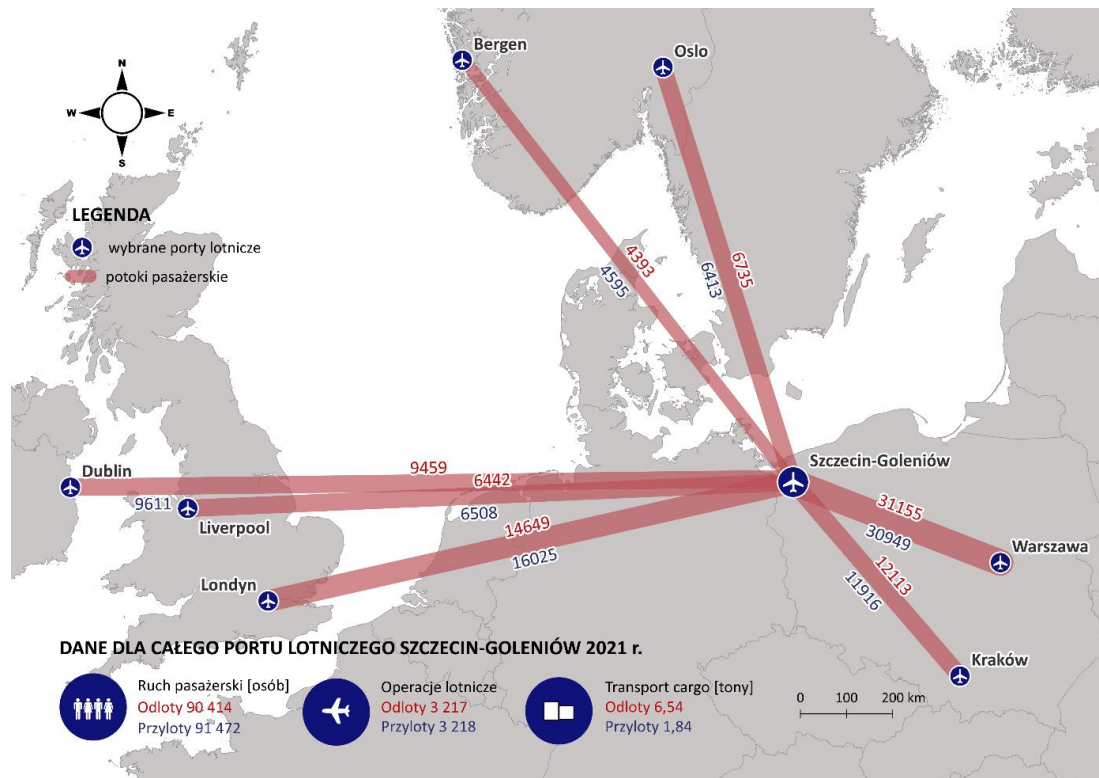 Bergen
Oslo
N
W
E
S
LEGENDA
wybrane porty lotnicze
potoki pasażerskie
4393
4595
6735
6413
Dublin
9459
6442
Szczecin-Goleniów
9611
Liverpool
6508
31155
30949
14649
16025
Warszawa
Londyn
12113
11916
DANE DLA CAŁEGO PORTU LOTNICZEGO SZCZECIN-GOLENIÓW 2021 r.
Kraków
Ruch pasażerski [osób]
Odloty 90 414
Przyloty 91 472
Operacje lotnicze
Odloty 3 217
Przyloty 3 218
Transport cargo [tony]
Odloty 6,54
Przyloty 1,84
0 100 200 km